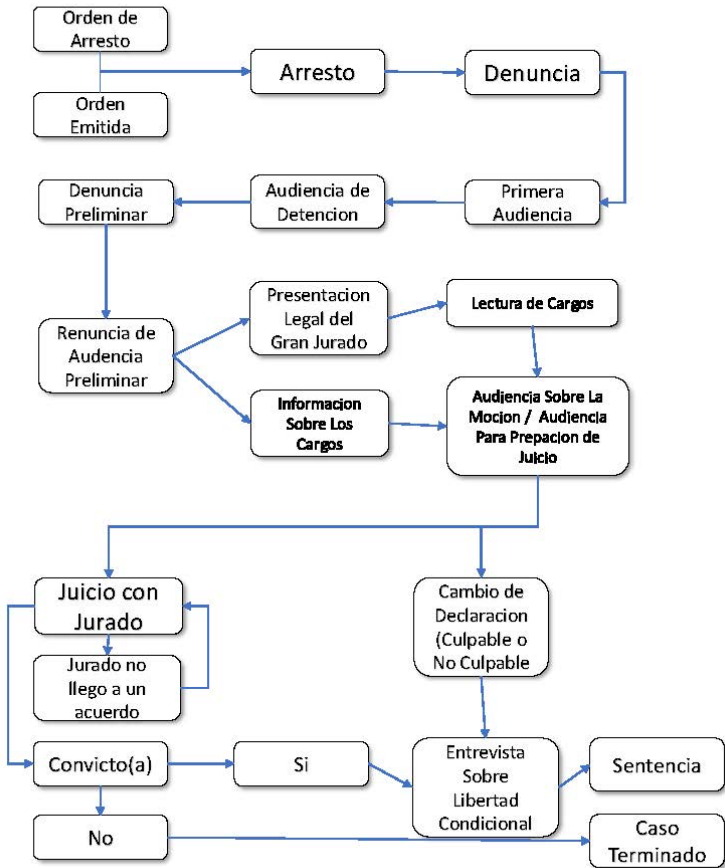 Orden de
Arresto
Orden
Emitida
Arresto
Denuncia
Denuncia
Preliminar
Audiencia de
Detencion
Primera
Audiencia
Renuncia de
Audencia
Preliminar
Presentacion
Legal del
Gran Jurado
Lectura de Cargos
Informacion
Sobre Los
Cargos
Audiencia Sobre La
Mocion / Audiencia
Para Prepacion de
Juicio
Juicio con
Jurado
Jurado no
llego a un
acuerdo
Cambio de
Declaracion
(Culpable o
No Culpable
Convicto(a)
Si
Entrevista
Sobre
Libertad
Condicional
Sentencia
No
Caso
Terminado